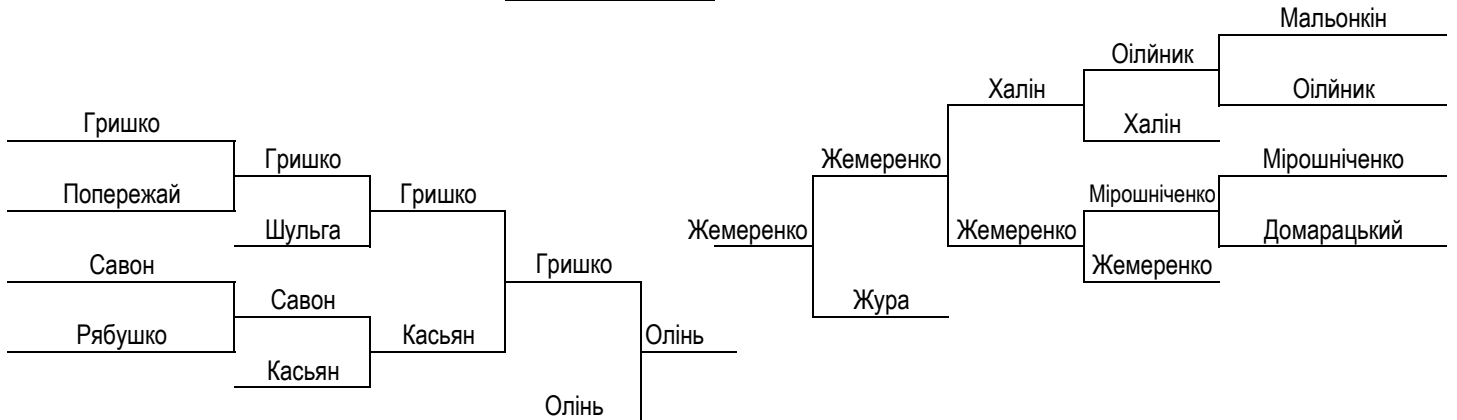 Мальонкін
Оілйник
Халін
Оілйник
Гришко
Халін
Гришко
Жемеренко
Мірошніченко
Попережай
Гришко
Мірошніченко
Шульга
Жемеренко
Жемеренко
Домарацький
Савон
Гришко
Жемеренко
Савон
Жура
Рябушко
Касьян
Олінь
Касьян
Олінь